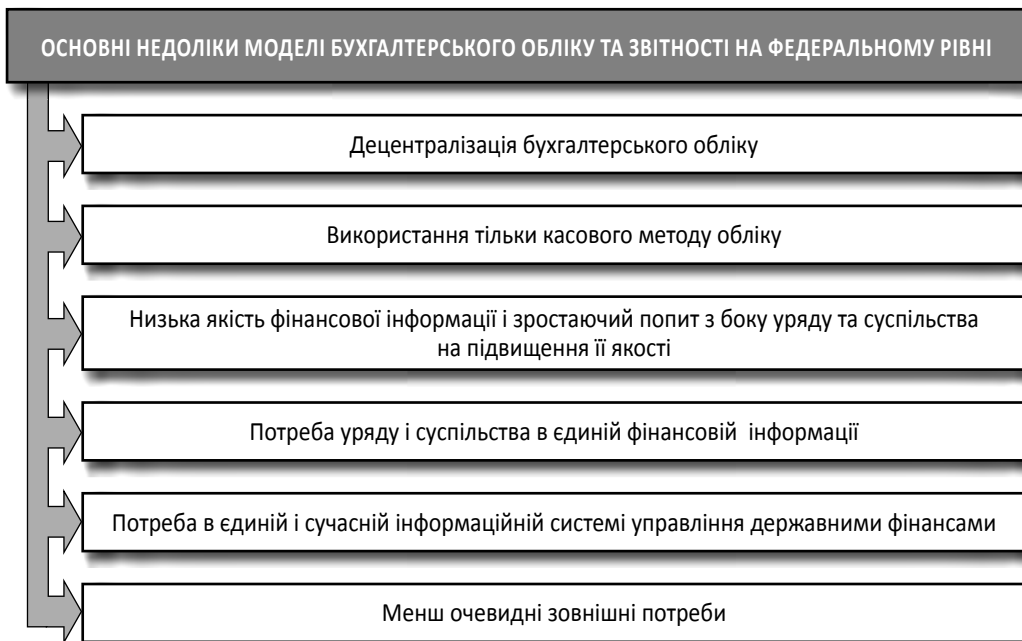 ОСНОВНІ НЕДОЛІКИ МОДЕЛІ БУХГАЛТЕРСЬКОГО ОБЛІКУ ТА ЗВІТНОСТІ НА ФЕДЕРАЛЬНОМУ РІВНІ
Децентралізація бухгалтерського обліку
Використання тільки касового методу обліку
Низька якість фінансової інформації і зростаючий попит з боку уряду та суспільства
на підвищення її якості
Потреба уряду і суспільства в єдиній фінансовій інформації
Потреба в єдиній і сучасній інформаційній системі управління державними фінансами
Менш очевидні зовнішні потреби